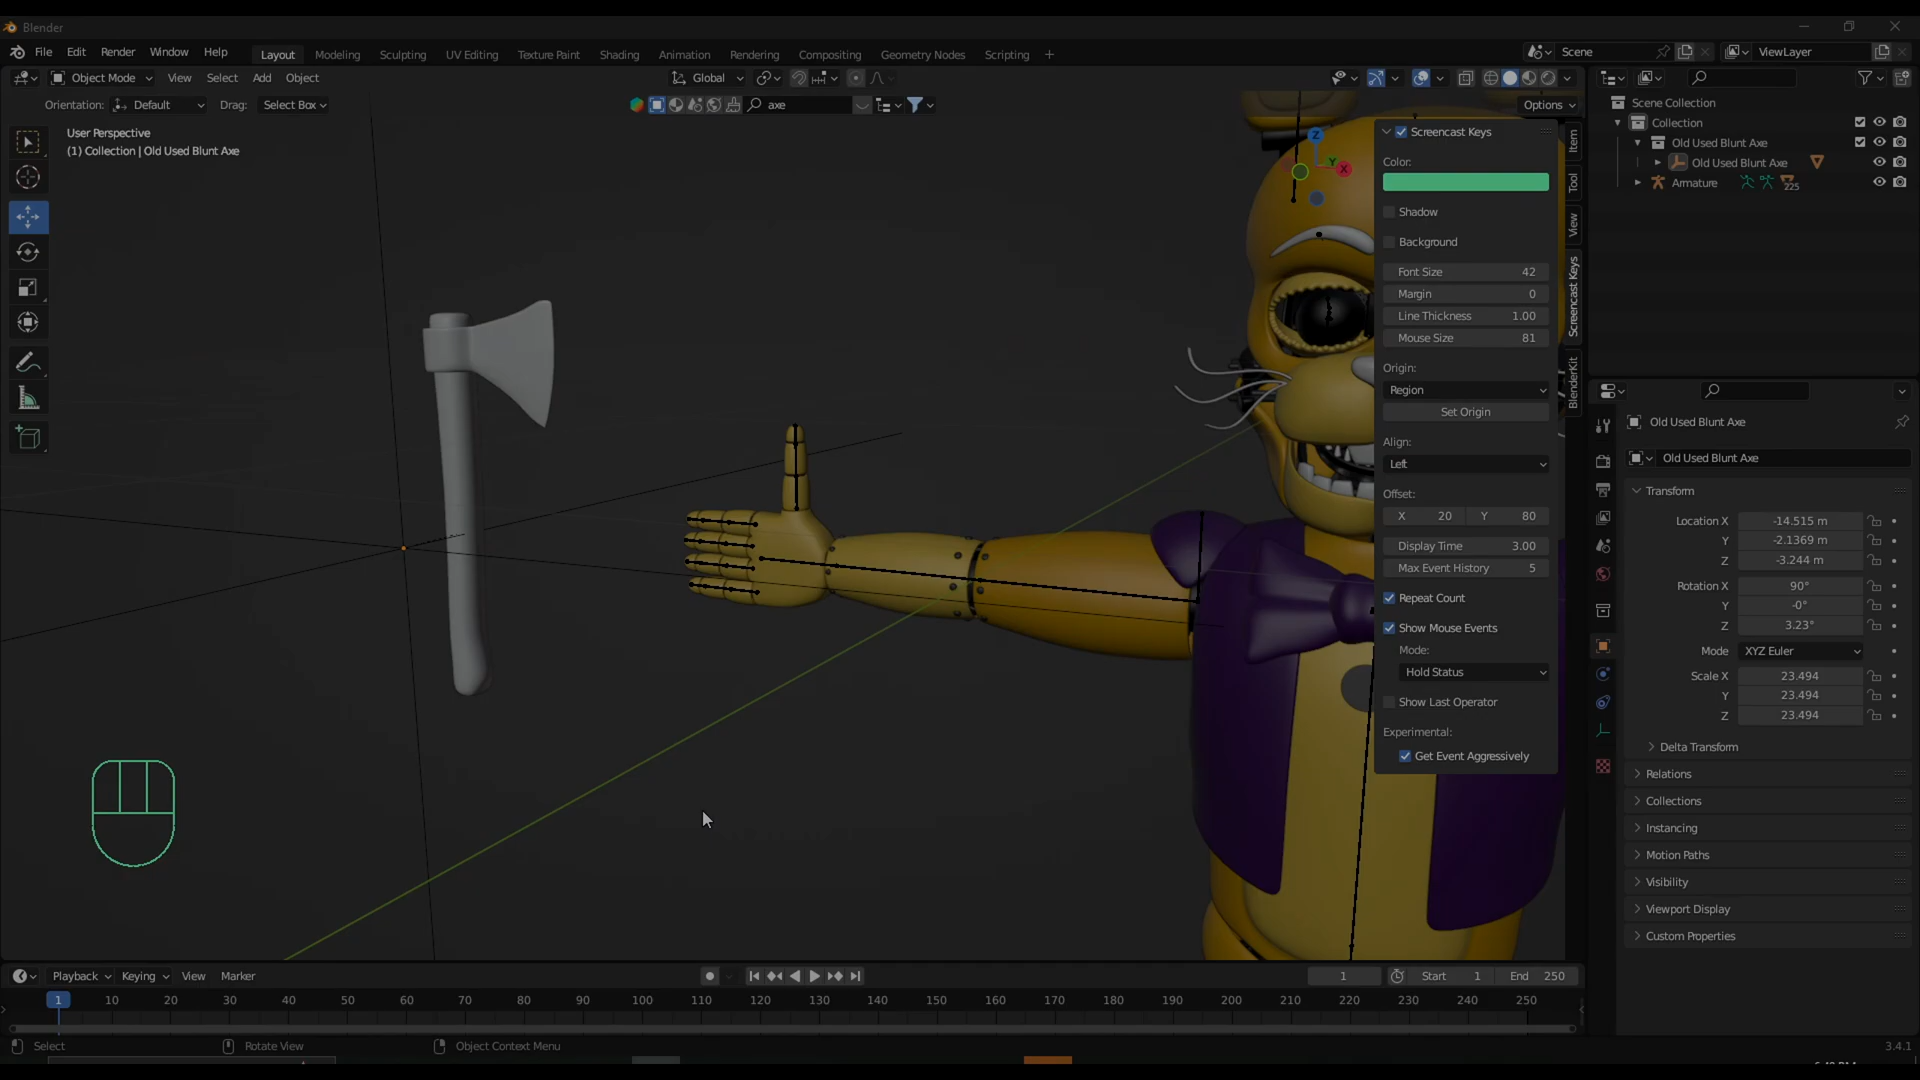 Blender
File Edit Render Window Help
Layout Modeling Sculpting UV Editing Texture Paint Shading Animation Rendering Compositing Geometry Nodes Scripting +
Scene
ViewLayer
Object Mode View Select Add Object
Global
Orientation: Default Drag: Select Box
axe
Options
User Perspective
(1) Collection | Old Used Blunt Axe
Z
Y
X
Screencast Keys
Color:
Shadow
Background
Font Size 42
Margin 0
Line Thickness 1.00
Mouse Size 81
Origin:
Region
Set Origin
Align:
Left
Offset:
X 20 Y 80
Display Time 3.00
Max Event History 5
Repeat Count
Show Mouse Events
Mode:
Hold Status
Show Last Operator
Experimental:
Get Event Aggressively
Item
Tool
View
Screencast Keys
BlenderKit
Scene Collection
Collection
Old Used Blunt Axe
Old Used Blunt Axe
Armature 225
Old Used Blunt Axe
Old Used Blunt Axe
Transform
Location X -14.515 m
Y -2.1369 m
Z -3.244 m
Rotation X 90°
Y -0°
Z 3.23°
Mode XYZ Euler
Scale X 23.494
Y 23.494
Z 23.494
Delta Transform
Relations
Collections
Instancing
Motion Paths
Visibility
Viewport Display
Custom Properties
Playback Keying View Marker
1 Start 1 End 250
1 10 20 30 40 50 60 70 80 90 100 110 120 130 140 150 160 170 180 190 200 210 220 230 240 250
Select Rotate View Object Context Menu
3.4.1